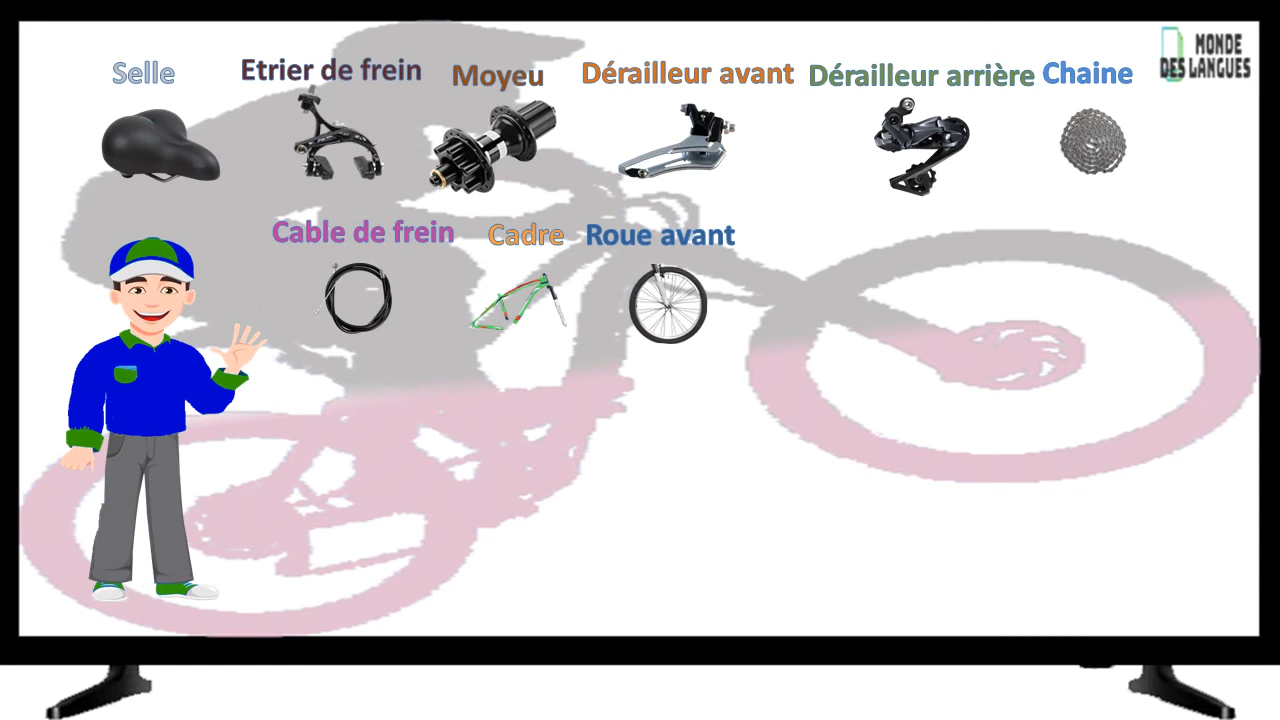 Selle
Etrier de frein
Moyeu
Dérailleur avant
Dérailleur arrière
Chaine
MONDE
DES LANGUES
Cable de frein
Cadre
Roue avant